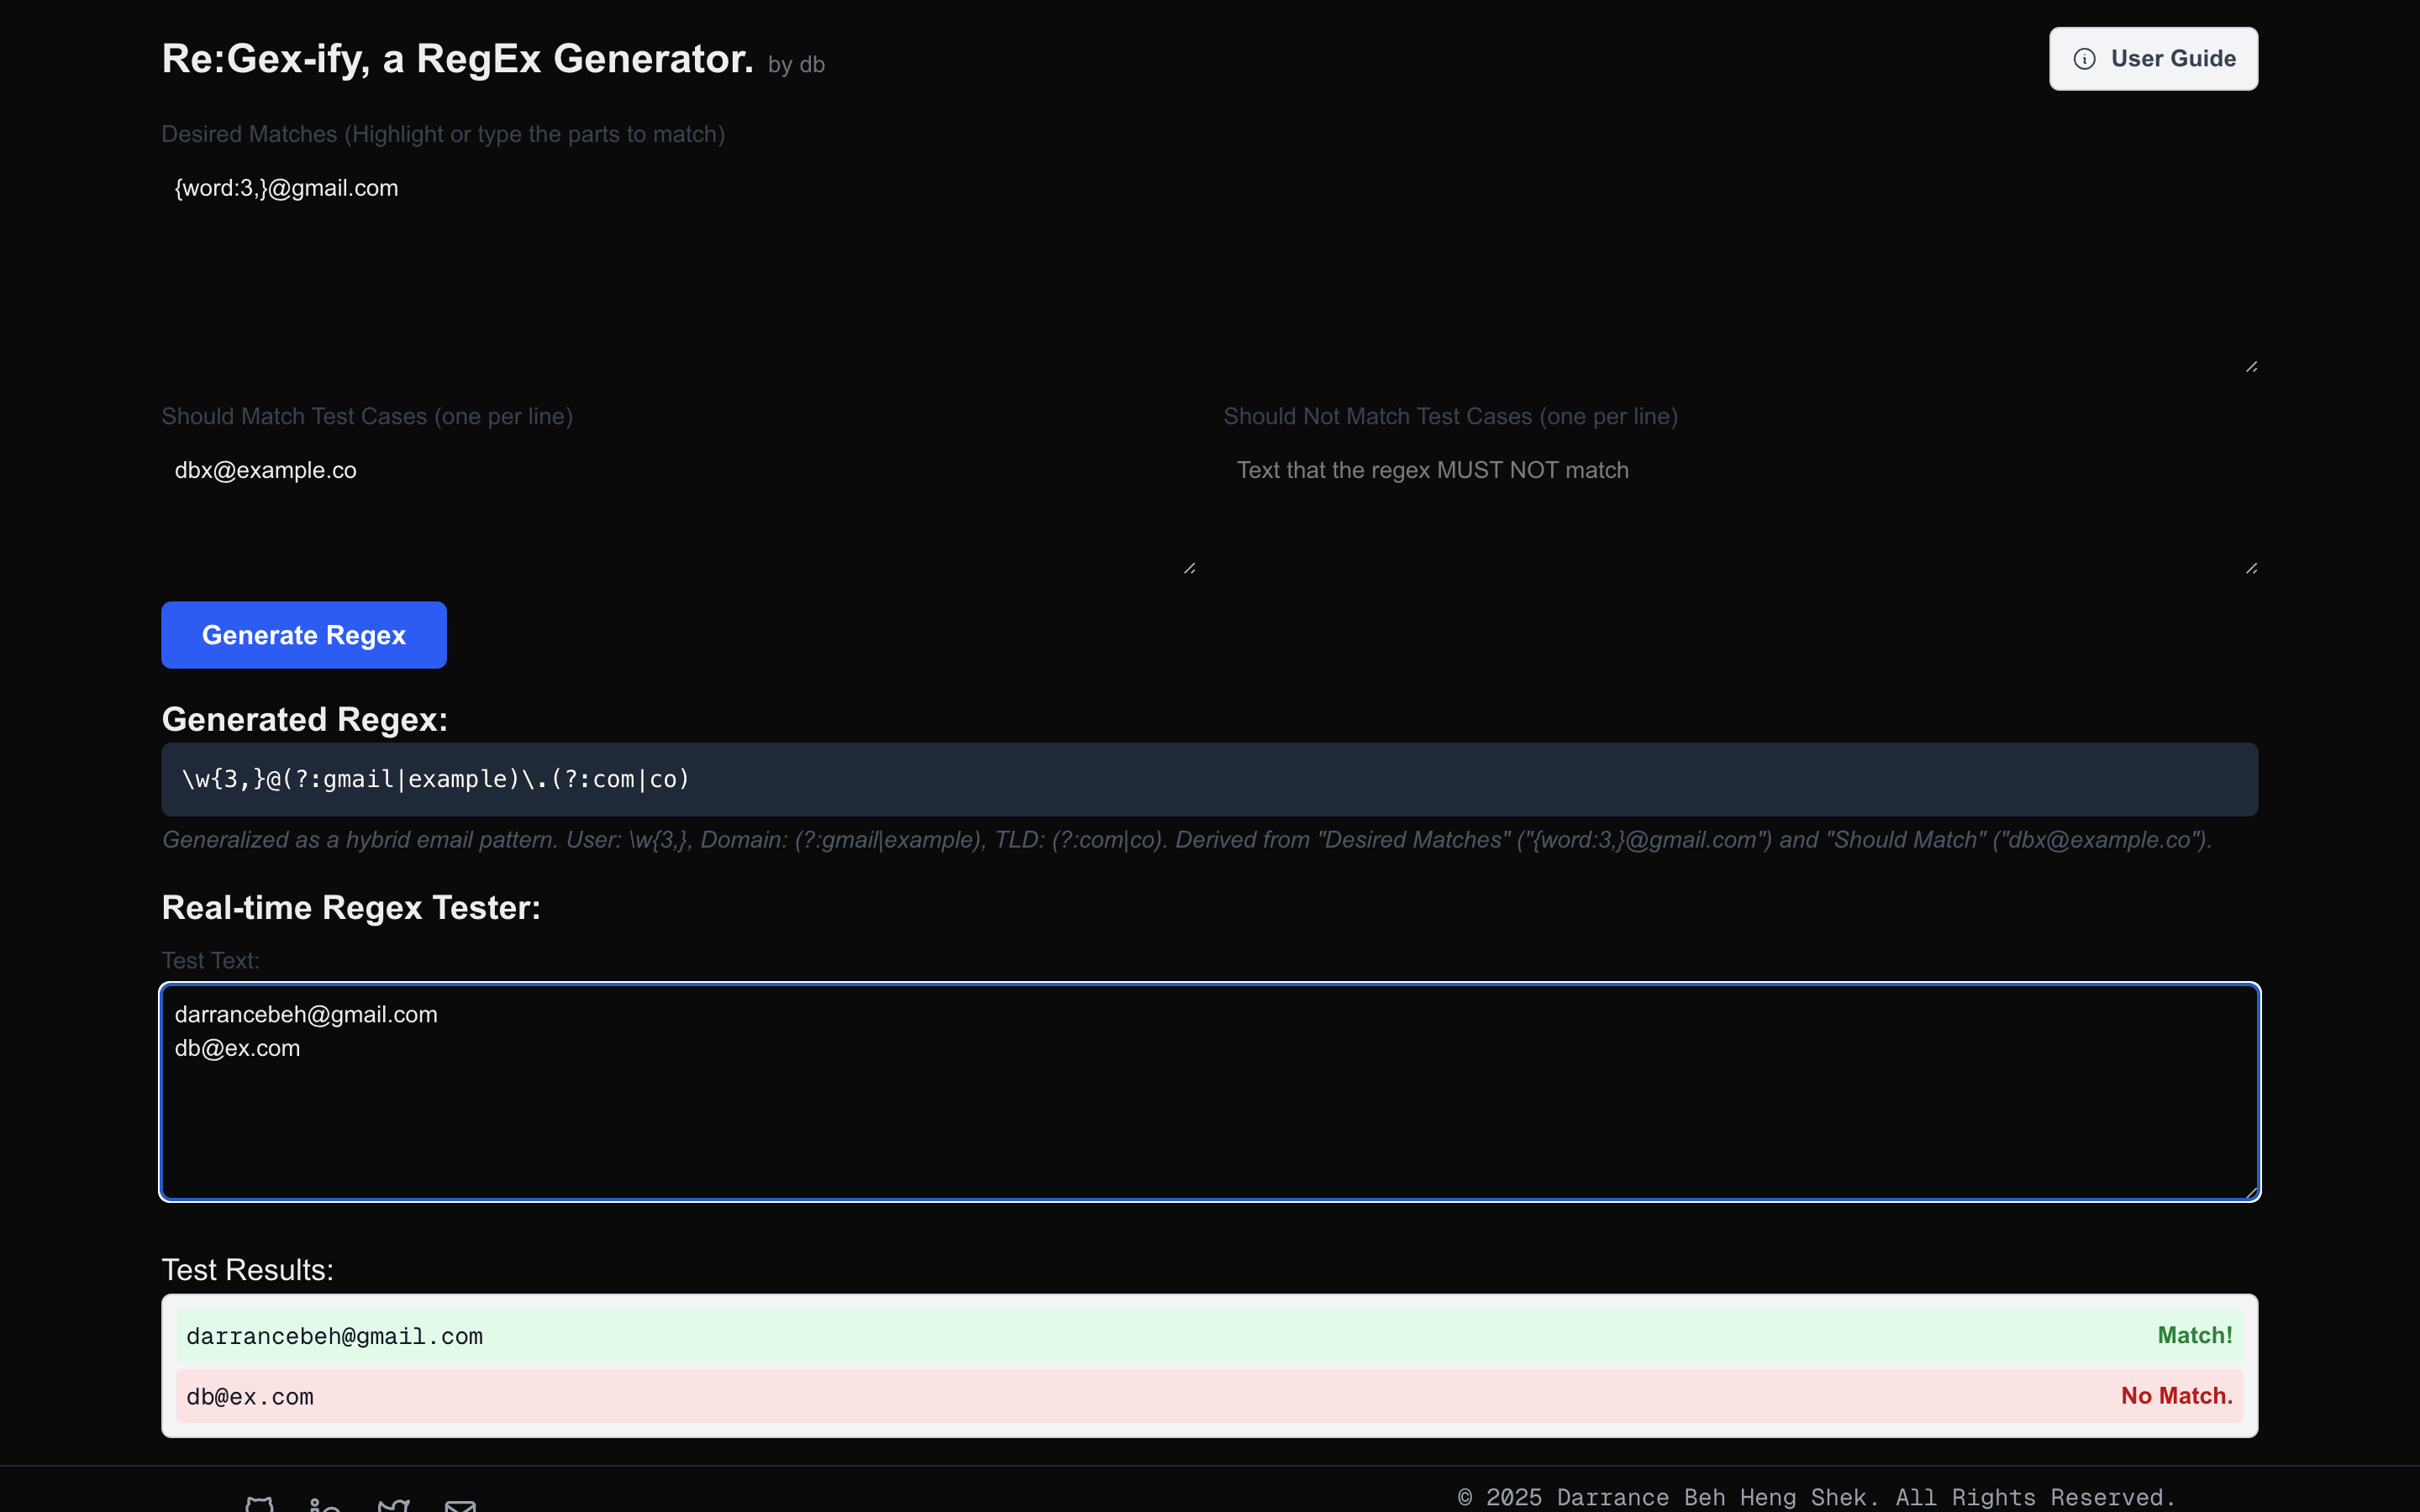 Re:Gex-ify, a RegEx Generator. by db
User Guide
Desired Matches (Highlight or type the parts to match)
{word:3,}@gmail.com
Should Match Test Cases (one per line)
dbx@example.co
Should Not Match Test Cases (one per line)
Text that the regex MUST NOT match
Generate Regex
Generated Regex:
\w{3,}@(?:gmail|example)\.(?:com|co)
Generalized as a hybrid email pattern. User: \w{3,}, Domain: (?:gmail|example), TLD: (?:com|co). Derived from "Desired Matches" ("{word:3,}@gmail.com") and "Should Match" ("dbx@example.co").
Real-time Regex Tester:
Test Text:
darrancebeh@gmail.com
db@ex.com
Test Results:
darrancebeh@gmail.com Match!
db@ex.com No Match.
© 2025 Darrance Beh Heng Shek. All Rights Reserved.